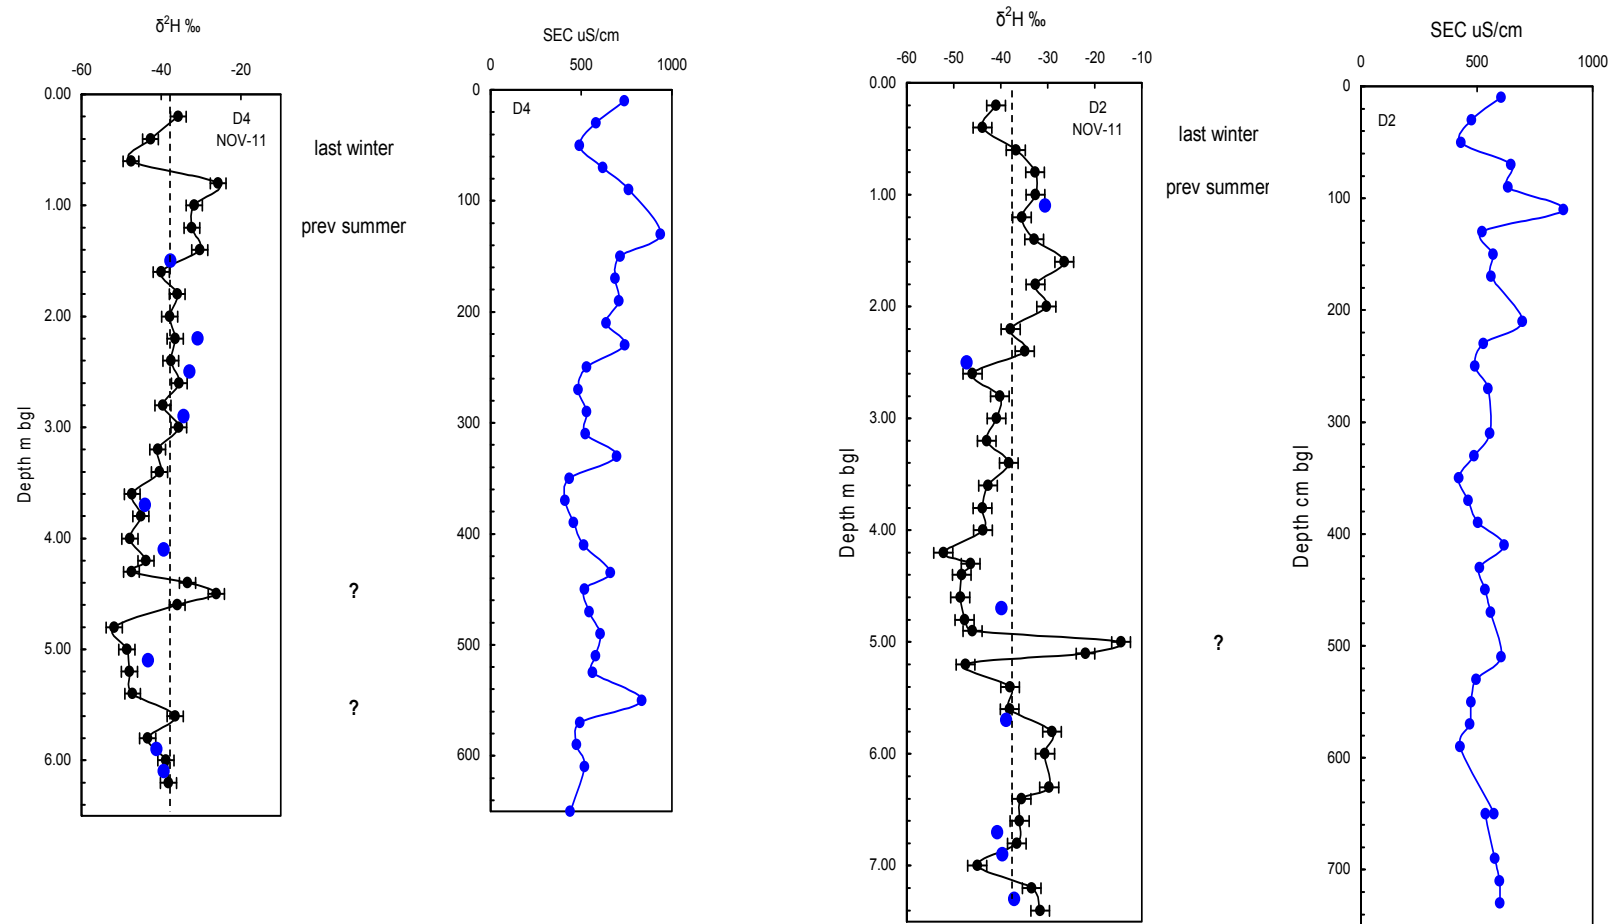 δ²H ‰
-60 -40 -20
0.00
1.00
2.00
3.00
4.00
5.00
6.00
Depth m bgl
D4
NOV-11
last winter
prev summer
?
?
SEC uS/cm
0 500 1000
0
100
200
300
400
500
600
D4
δ²H ‰
-60 -50 -40 -30 -20 -10
0.00
1.00
2.00
3.00
4.00
5.00
6.00
7.00
Depth m bgl
D2
NOV-11
last winter
prev summer
?
SEC uS/cm
0 500 1000
0
100
200
300
400
500
600
700
Depth cm bgl
D2